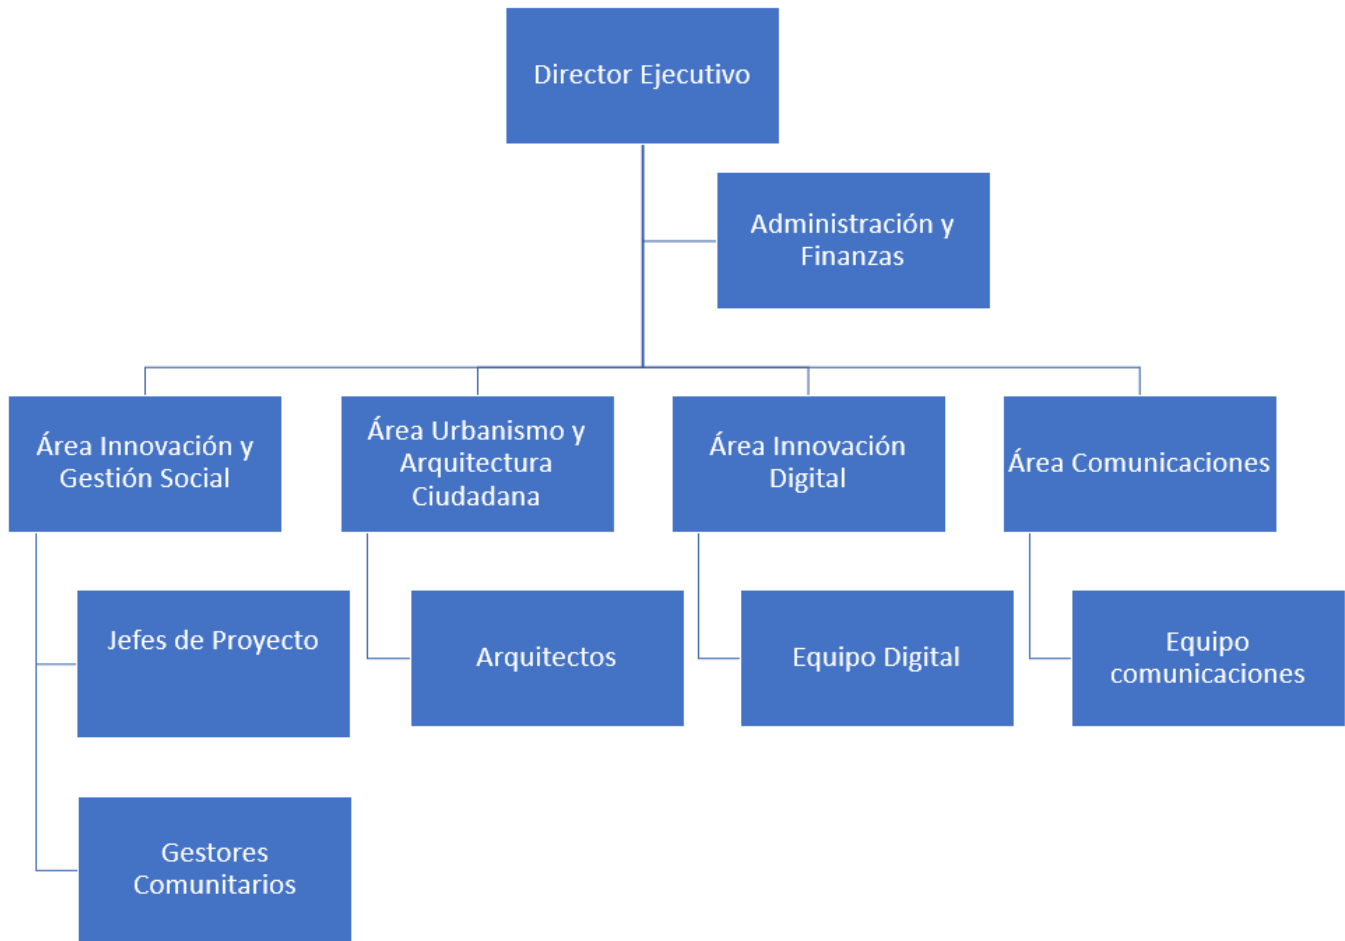 Director Ejecutivo
Administración y
Finanzas
Área Innovación y
Gestión Social
Área Urbanismo y
Arquitectura
Ciudadana
Área Innovación
Digital
Área Comunicaciones
Jefes de Proyecto
Arquitectos
Equipo Digital
Equipo
comunicaciones
Gestores
Comunitarios